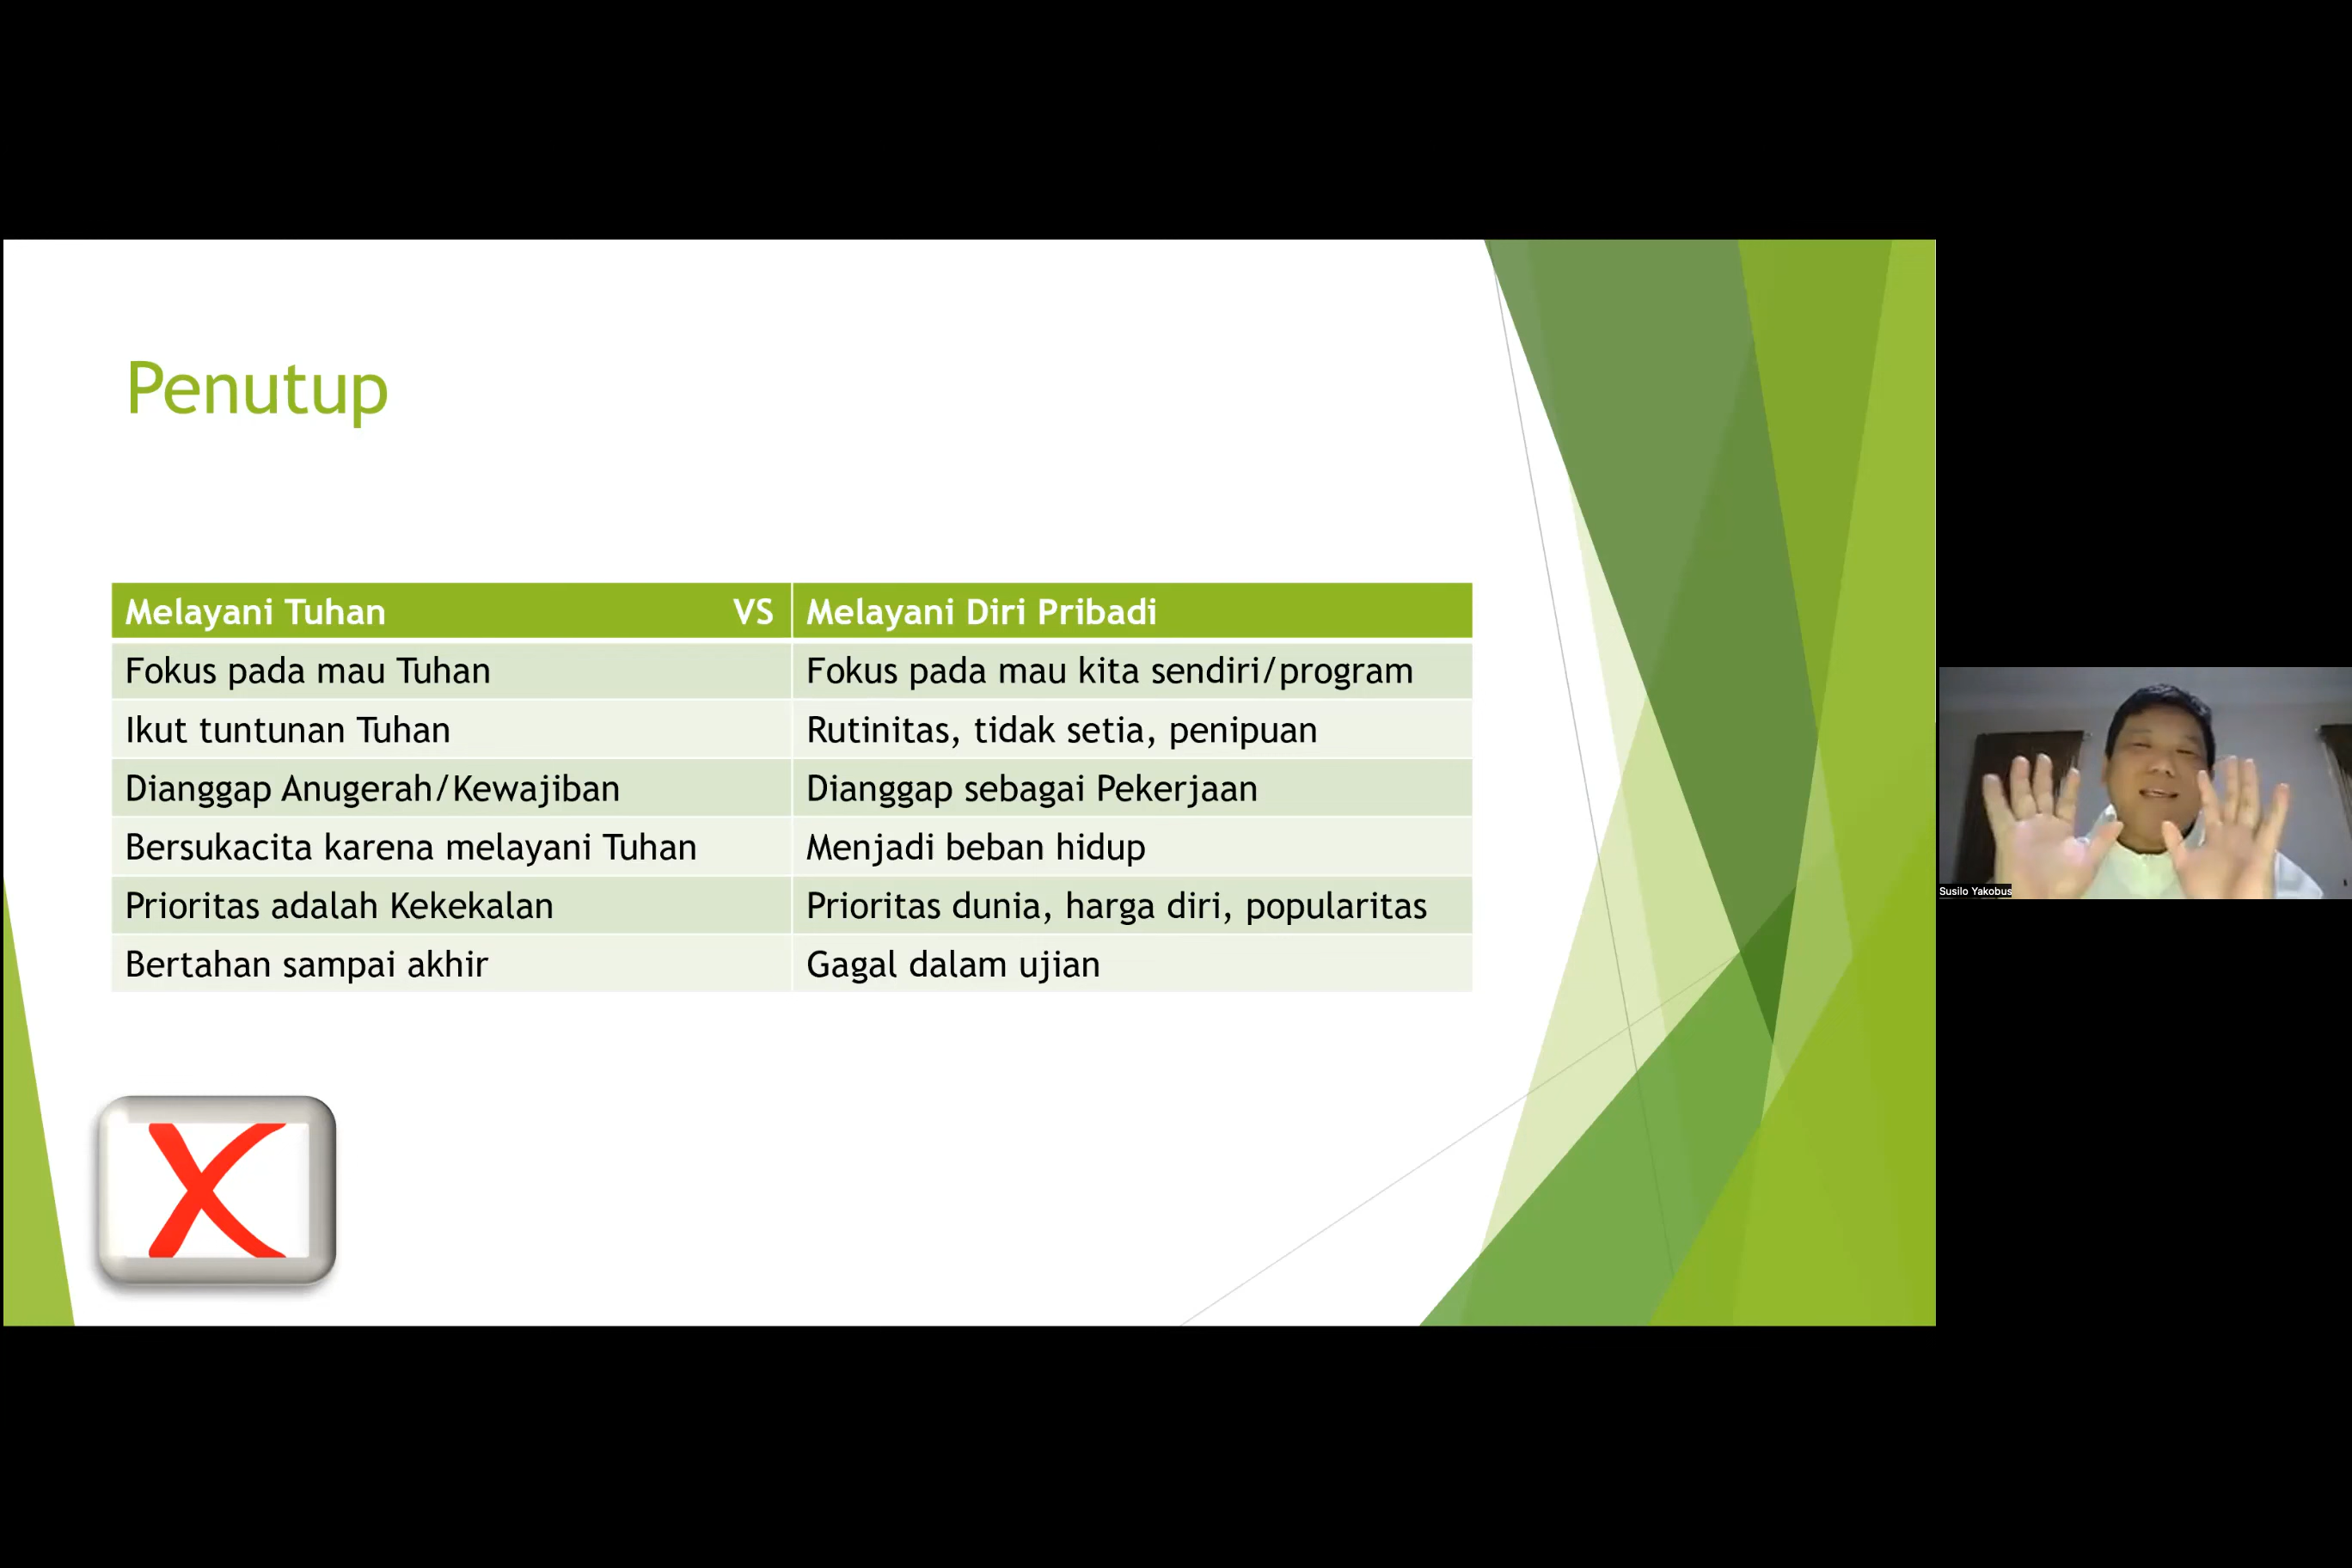 Penutup
Melayani Tuhan VS Melayani Diri Pribadi
Fokus pada mau Tuhan Fokus pada mau kita sendiri/program
Ikut tuntunan Tuhan Rutinitas, tidak setia, penipuan
Dianggap Anugerah/Kewajiban Dianggap sebagai Pekerjaan
Bersukacita karena melayani Tuhan Menjadi beban hidup
Prioritas adalah Kekekalan Prioritas dunia, harga diri, popularitas
Bertahan sampai akhir Gagal dalam ujian
X
Susilo Yakobus